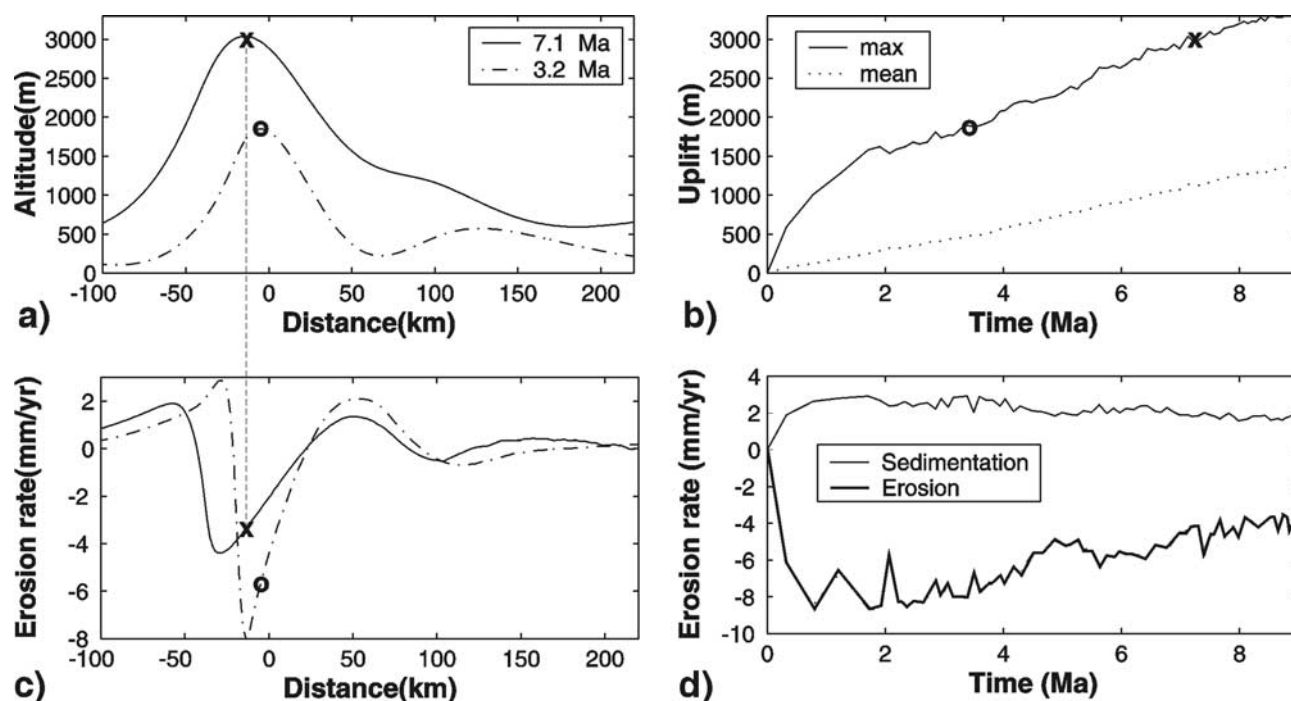 3000
2500
2000
1500
1000
500
0
Altitude(m)
x
o
7.1 Ma
3.2 Ma
-100 -50 0 50 100 150 200
Distance(km)
a)
3000
2500
2000
1500
1000
500
0
Uplift (m)
max
mean
x
o
0 2 4 6 8
Time (Ma)
b)
2
0
-2
-4
-6
-8
Erosion rate(mm/yr)
x
o
-100 -50 0 50 100 150 200
Distance(km)
c)
4
2
0
-2
-4
-6
-8
-10
Erosion rate (mm/yr)
Sedimentation
Erosion
0 2 4 6 8
Time (Ma)
d)